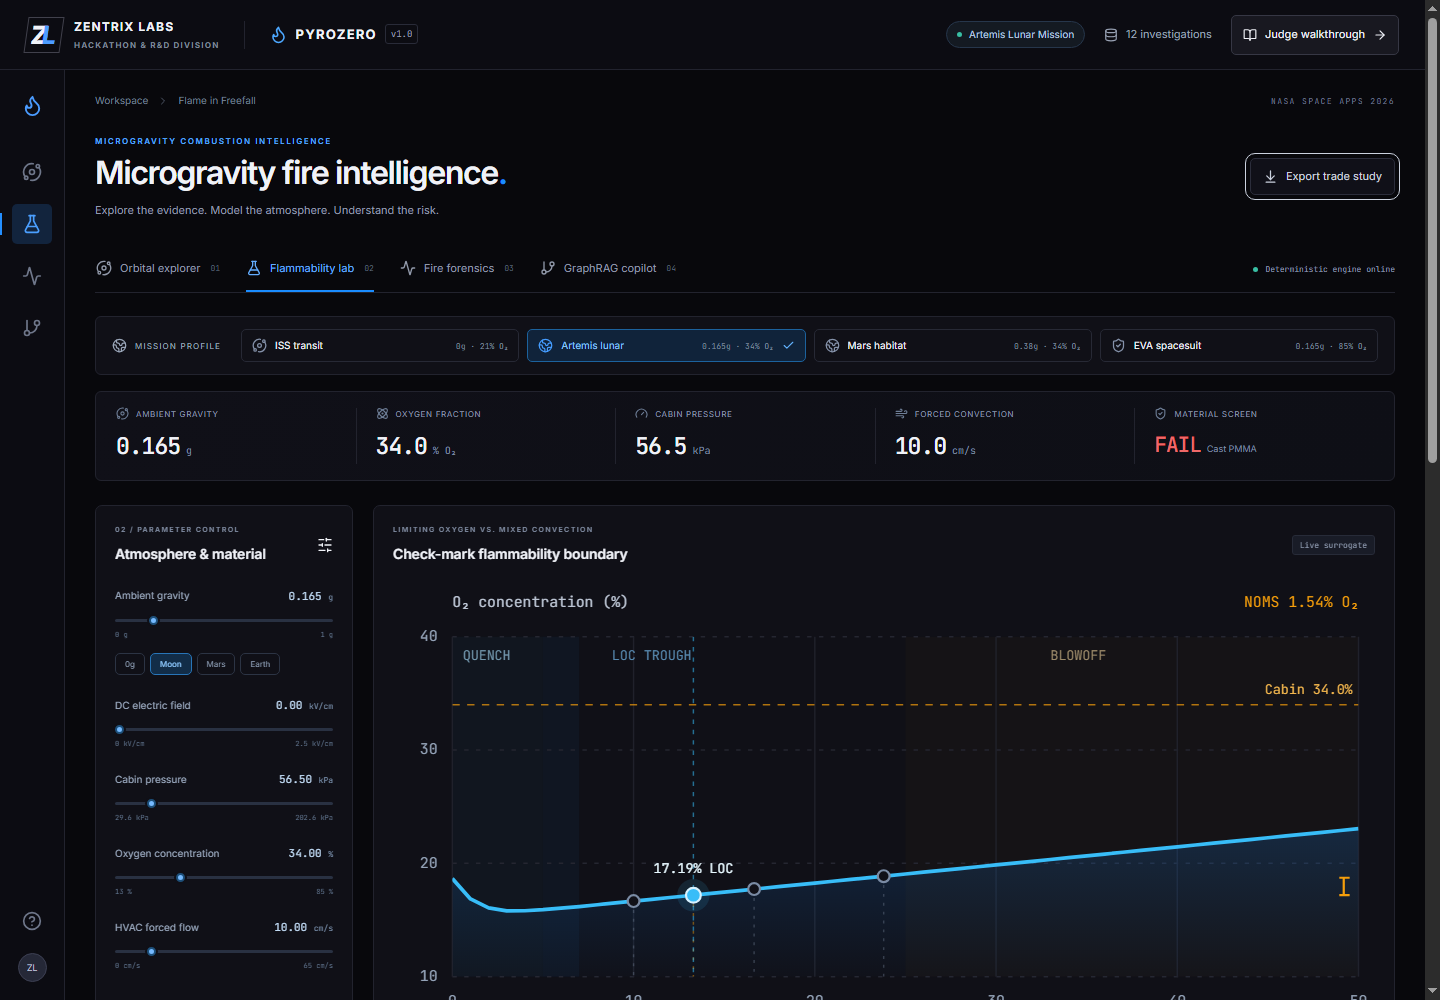 ZL ZENTRIX LABS
HACKATHON & R&D DIVISION
PYROZERO v1.0
Artemis Lunar Mission
12 investigations
Judge walkthrough
Workspace > Flame in Freefall
NASA SPACE APPS 2026
MICROGRAVITY COMBUSTION INTELLIGENCE
Microgravity fire intelligence.
Export trade study
Explore the evidence. Model the atmosphere. Understand the risk.
Orbital explorer 01
Flammability lab 02
Fire forensics 03
GraphRAG copilot 04
Deterministic engine online
MISSION PROFILE
ISS transit 0g · 21% O₂
Artemis lunar 0.165g · 34% O₂
Mars habitat 0.38g · 34% O₂
EVA spacesuit 0.165g · 85% O₂
AMBIENT GRAVITY
0.165 g
OXYGEN FRACTION
34.0 % O₂
CABIN PRESSURE
56.5 kPa
FORCED CONVECTION
10.0 cm/s
MATERIAL SCREEN
FAIL Cast PMMA
02 / PARAMETER CONTROL
Atmosphere & material
Ambient gravity 0.165 g
0 g 1 g
0g Moon Mars Earth
DC electric field 0.00 kV/cm
0 kV/cm 2.5 kV/cm
Cabin pressure 56.50 kPa
29.6 kPa 202.6 kPa
Oxygen concentration 34.00 %
13 % 85 %
HVAC forced flow 10.00 cm/s
0 cm/s 65 cm/s
LIMITING OXYGEN VS. MIXED CONVECTION
Check-mark flammability boundary
Live surrogate
O₂ concentration (%)
NOMS 1.54% O₂
40
QUENCH
LOC TROUGH
BLOWOFF
Cabin 34.0%
30
20
17.19% LOC
10
0 10 20 30 40 50
ZL